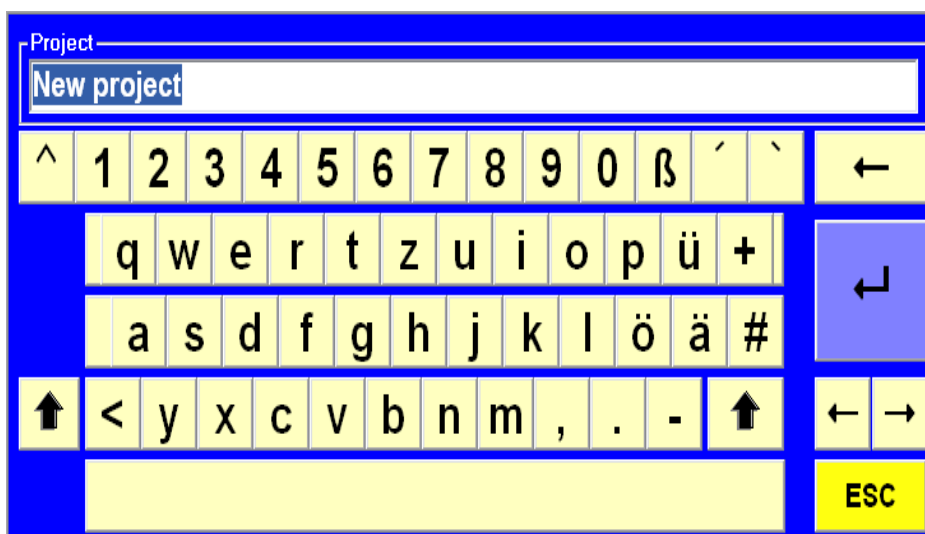 Project
New project
^ 1 2 3 4 5 6 7 8 9 0 ß ´ ` ←
q w e r t z u i o p ü + ↵
a s d f g h j k l ö ä #
⬆ < y x c v b n m , . - ⬆ ← →
ESC